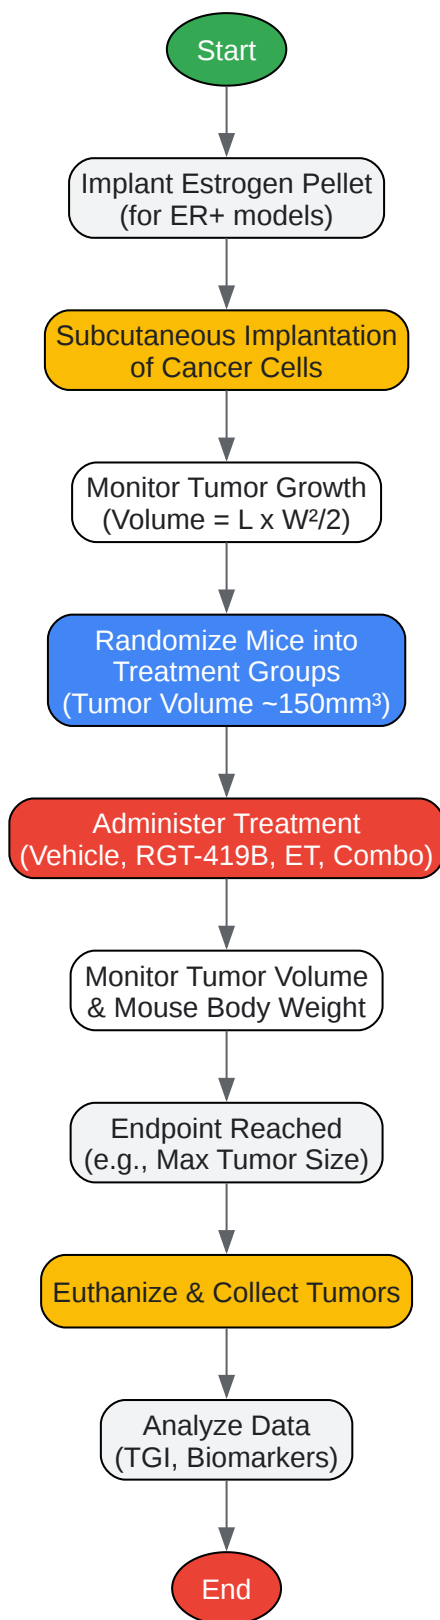 Start
Implant Estrogen Pellet
(for ER+ models)
Subcutaneous Implantation
of Cancer Cells
Monitor Tumor Growth
(Volume = L x W²/2)
Randomize Mice into
Treatment Groups
(Tumor Volume ~150mm³)
Administer Treatment
(Vehicle, RGT-419B, ET, Combo)
Monitor Tumor Volume
& Mouse Body Weight
Endpoint Reached
(e.g., Max Tumor Size)
Euthanize & Collect Tumors
Analyze Data
(TGI, Biomarkers)
End